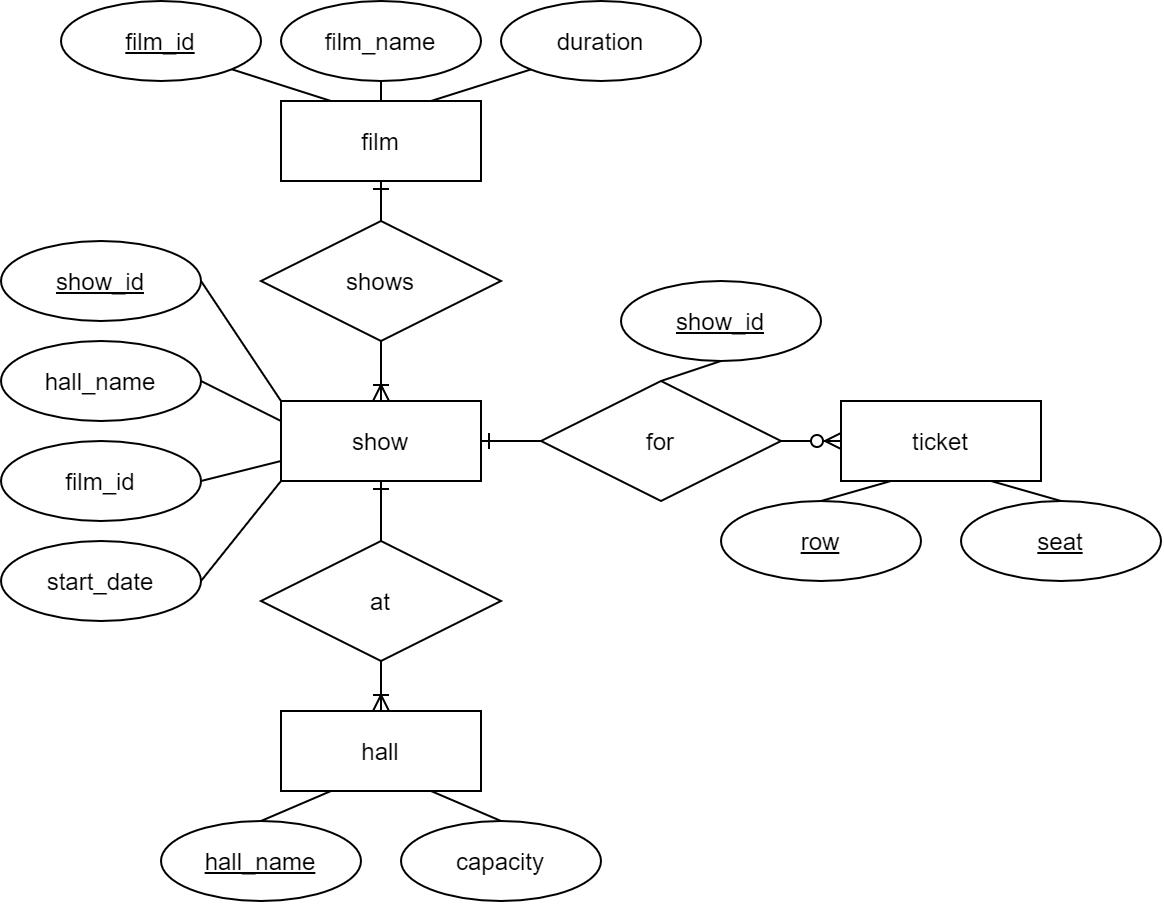 film_id
film_name
duration
film
shows
show_id
show_id
hall_name
film_id
start_date
show
for
ticket
row
seat
at
hall
hall_name
capacity